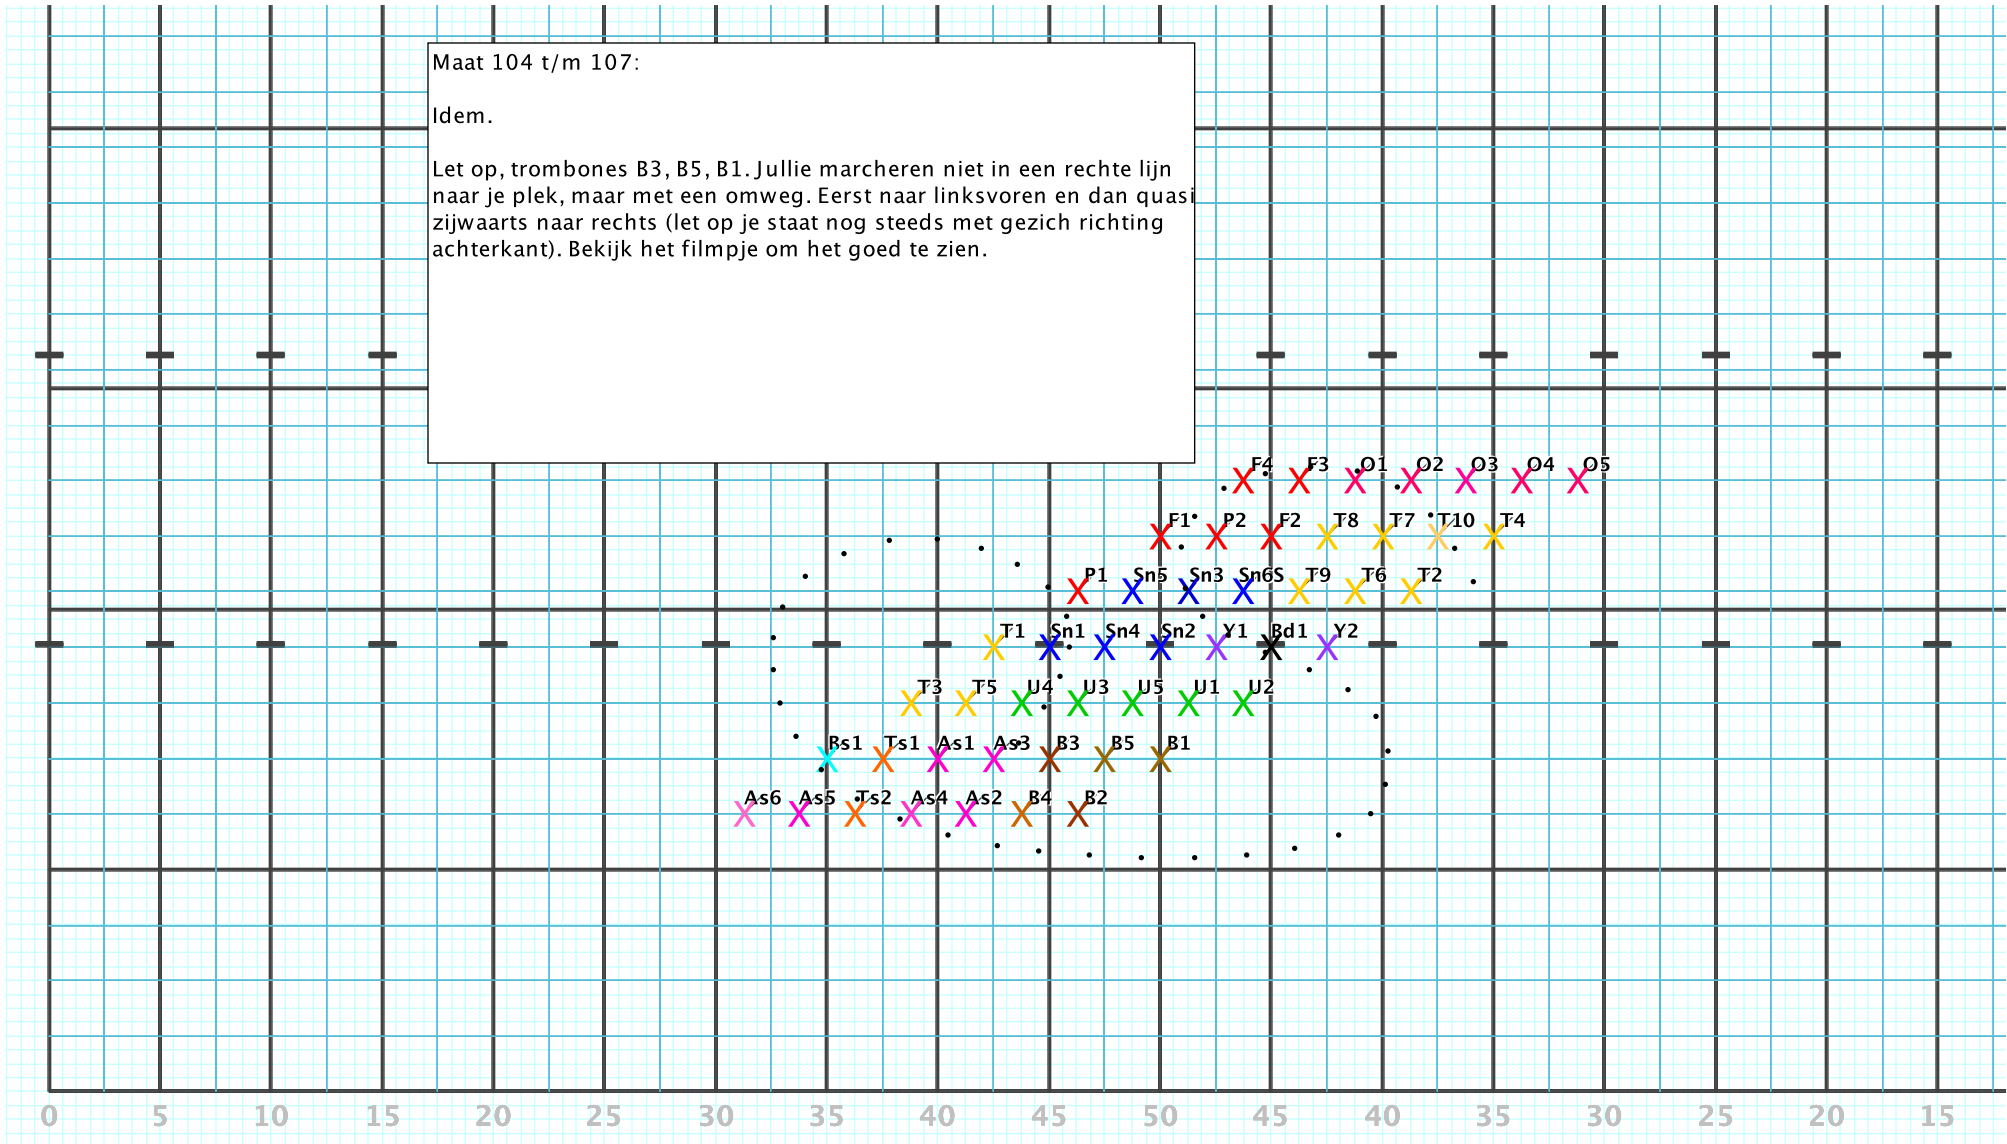 Maat 104 t/m 107:
Idem.
Let op, trombones B3, B5, B1. Jullie marcheren niet in een rechte lijn
naar je plek, maar met een omweg. Eerst naar linksvoren en dan quasi
zijwaarts naar rechts (let op je staat nog steeds met gezich richting
achterkant). Bekijk het filmpje om het goed te zien.
F4 F3 O1 O2 O3 O4 O5
F1 P2 F2 T8 T7 T10 T4
P1 Sn5 Sn3 Sn6S T9 T6 T2
T1 Sn1 Sn4 Sn2 Y1 Bd1 Y2
T3 T5 U4 U3 U5 U1 U2
Bs1 Ts1 As1 As3 B3 B5 B1
As6 As5 Ts2 As4 As2 B4 B2
0 5 10 15 20 25 30 35 40 45 50 45 40 35 30 25 20 15